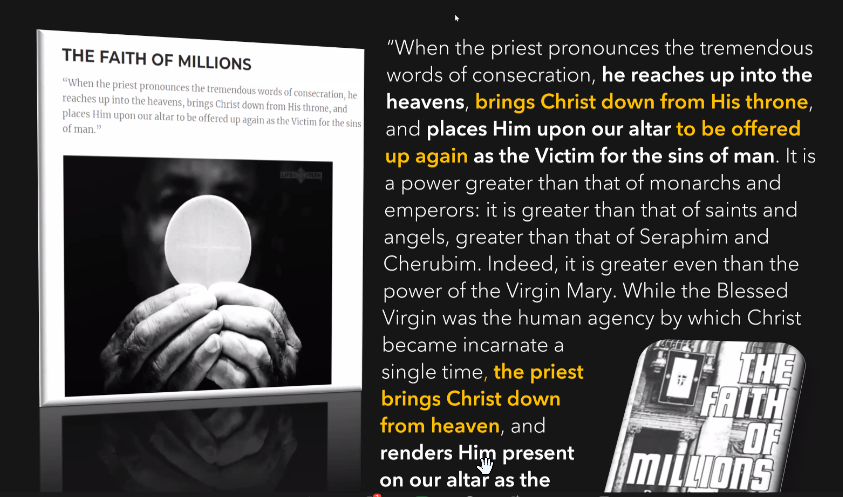 THE FAITH OF MILLIONS
“When the priest pronounces the tremendous words of consecration, he
reaches up into the heavens, brings Christ down from His throne, and
places Him upon our altar to be offered up again as the Victim for the sins
of man.”
“When the priest pronounces the tremendous
words of consecration, he reaches up into the
heavens, brings Christ down from His throne,
and places Him upon our altar to be offered
up again as the Victim for the sins of man. It is
a power greater than that of monarchs and
emperors: it is greater than that of saints and
angels, greater than that of Seraphim and
Cherubim. Indeed, it is greater even than the
power of the Virgin Mary. While the Blessed
Virgin was the human agency by which Christ
became incarnate a
single time, the priest
brings Christ down
from heaven, and
renders Him present
on our altar as the
THE
FAITH
OF
MILLIONS